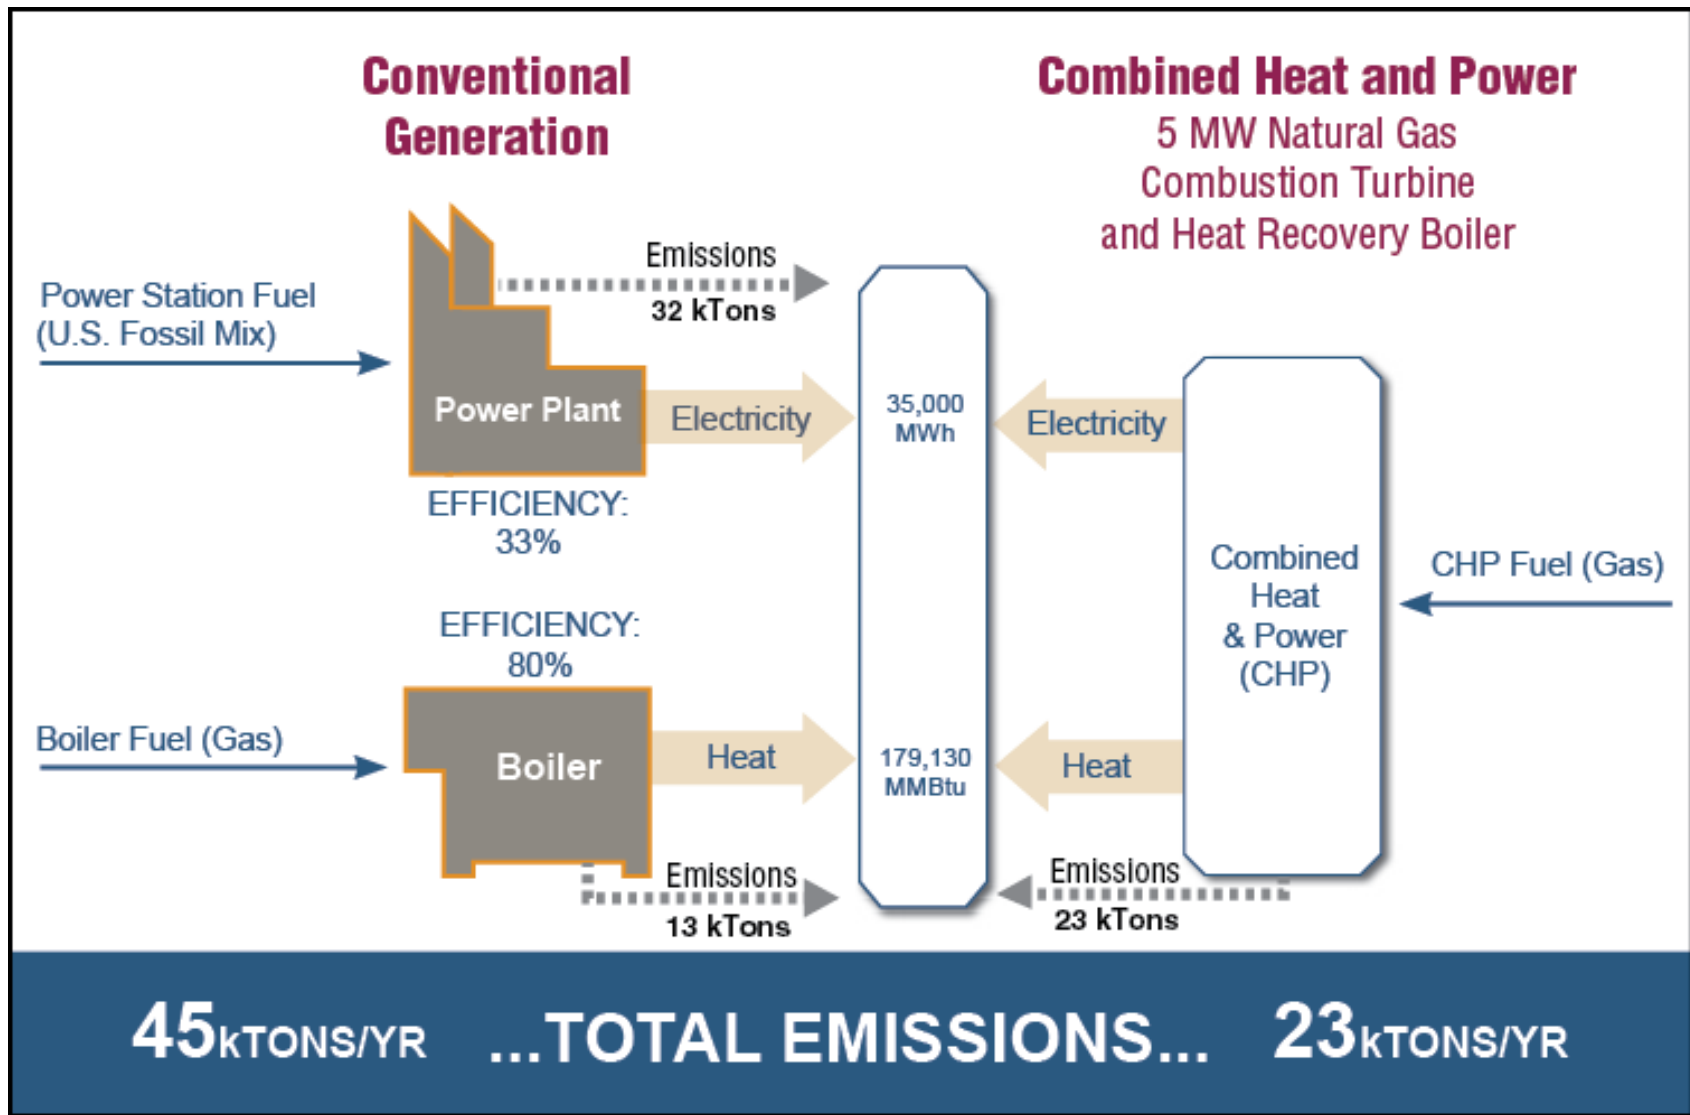 Conventional
Generation
Combined Heat and Power
5 MW Natural Gas
Combustion Turbine
and Heat Recovery Boiler
Power Station Fuel
(U.S. Fossil Mix)
Emissions
32 kTons
Power Plant
Electricity
35,000
MWh
Electricity
EFFICIENCY:
33%
Combined
Heat
& Power
(CHP)
CHP Fuel (Gas)
EFFICIENCY:
80%
Boiler Fuel (Gas)
Boiler
Heat
179,130
MMBtu
Heat
Emissions
13 kTons
Emissions
23 kTons
45kTONS/YR ...TOTAL EMISSIONS... 23kTONS/YR